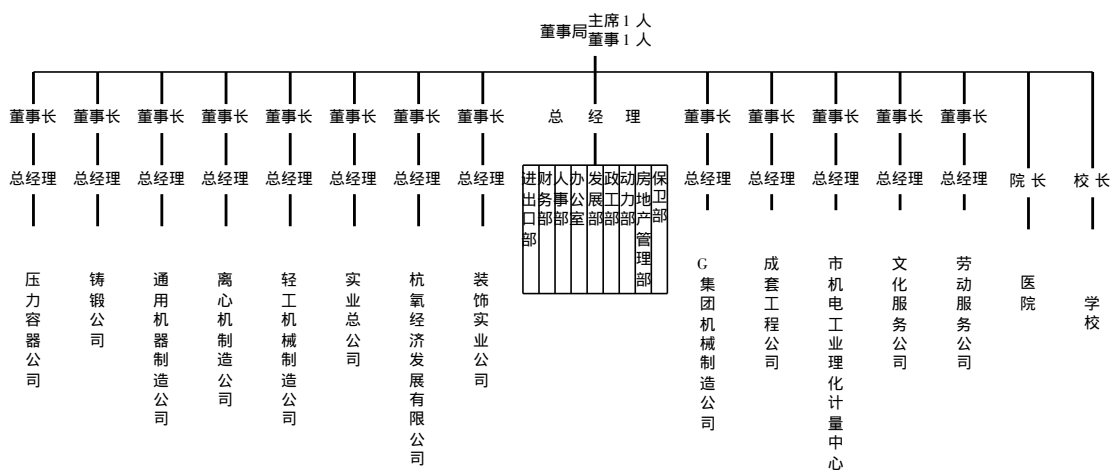 董事局
主席1人
董事1人
董事长 董事长 董事长 董事长 董事长 董事长 董事长 董事长 总经理 董事长 董事长 董事长 董事长 董事长
总经理 总经理 总经理 总经理 总经理 总经理 总经理 总经理 总经理 总经理 总经理 总经理 总经理 院长 校长
进出口部
财务部
人事部
办公室
发展部
政工部
动力部
房地产管理部
保卫部
压力容器公司
铸锻公司
通用机器制造公司
离心机制造公司
轻工机械制造公司
实业总公司
杭氧经济发展有限公司
装饰实业公司
G集团机械制造公司
成套工程公司
市机电工业理化计量中心
文化服务公司
劳动服务公司
医院
学校